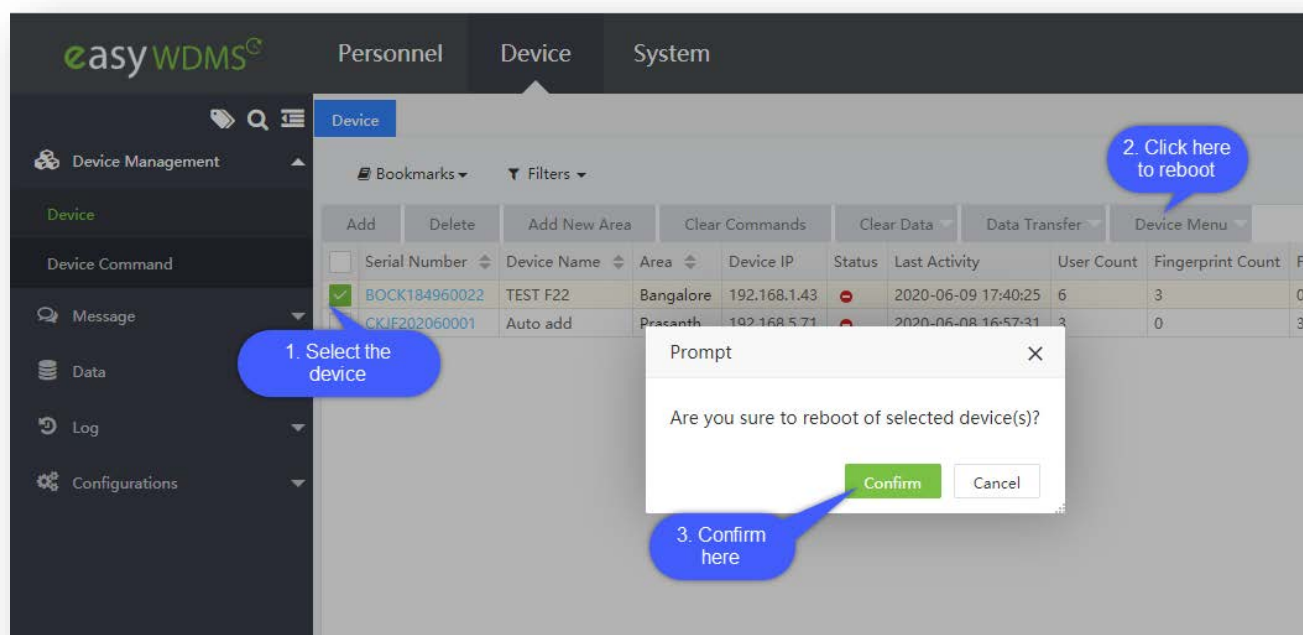 easy WDMS
Personnel Device System
Device
Device Management
2. Click here
to reboot
Bookmarks Filters
Device
Add Delete Add New Area Clear Commands Clear Data Data Transfer Device Menu
Device Command
Serial Number Device Name Area Device IP Status Last Activity User Count Fingerprint Count F
BOCK184960022 TEST F22 Bangalore 192.168.1.43 2020-06-09 17:40:25 6 3 0
Message
CKJF202060001 Auto add Prasanth 192.168.5.71 2020-06-08 16:57:31 3 0 3
1. Select the
device
Prompt
Data
Are you sure to reboot of selected device(s)?
Log
Configurations
Confirm Cancel
3. Confirm
here